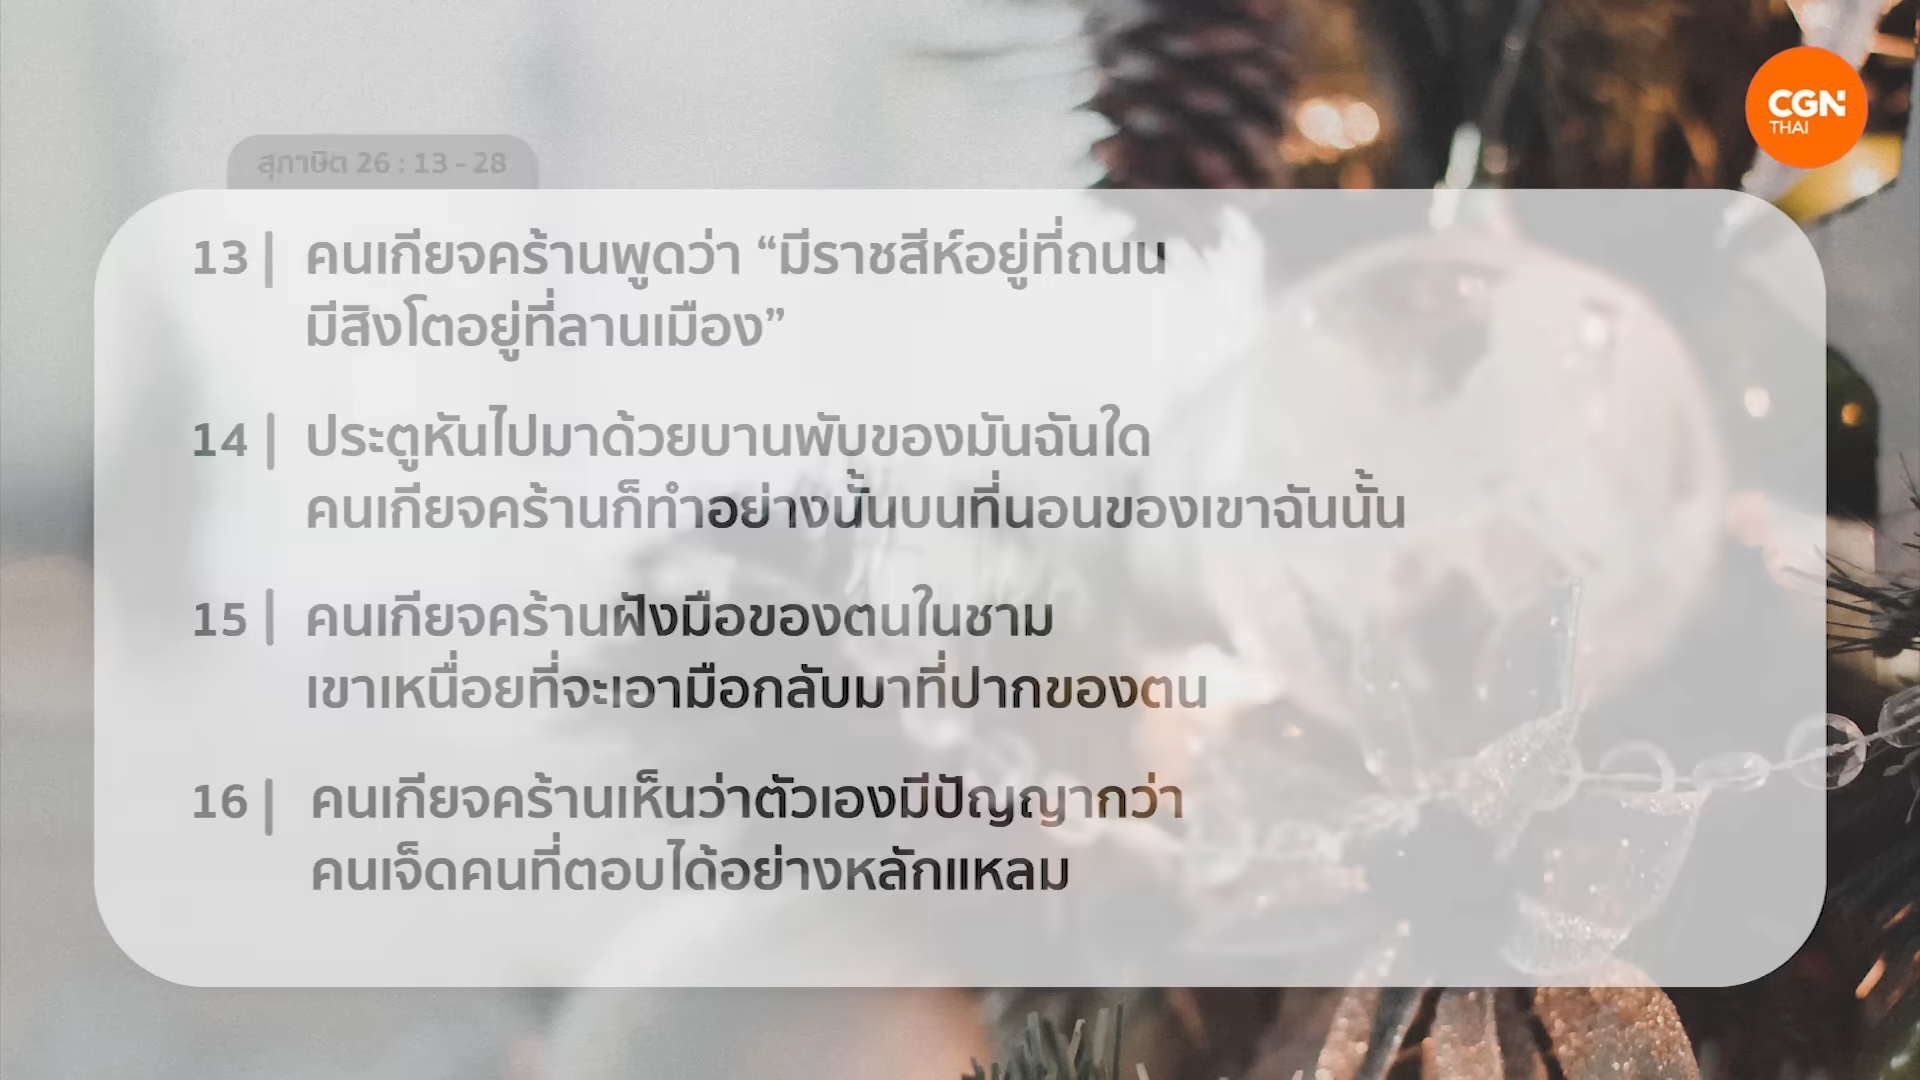 CGN
THAI
สุภาษิต 26 : 13 - 28
13 | คนเกียจคร้านพูดว่า “มีราชสีห์อยู่ที่ถนน
มีสิงโตอยู่ที่ลานเมือง”
14 | ประตูหันไปมาด้วยบานพับของมันฉันใด
คนเกียจคร้านก็ทำอย่างนั้นบนที่นอนของเขาฉันนั้น
15 | คนเกียจคร้านฝังมือของตนในชาม
เขาเหนื่อยที่จะเอามือกลับมาที่ปากของตน
16 | คนเกียจคร้านเห็นว่าตัวเองมีปัญญากว่า
คนเจ็ดคนที่ตอบได้อย่างหลักแหลม